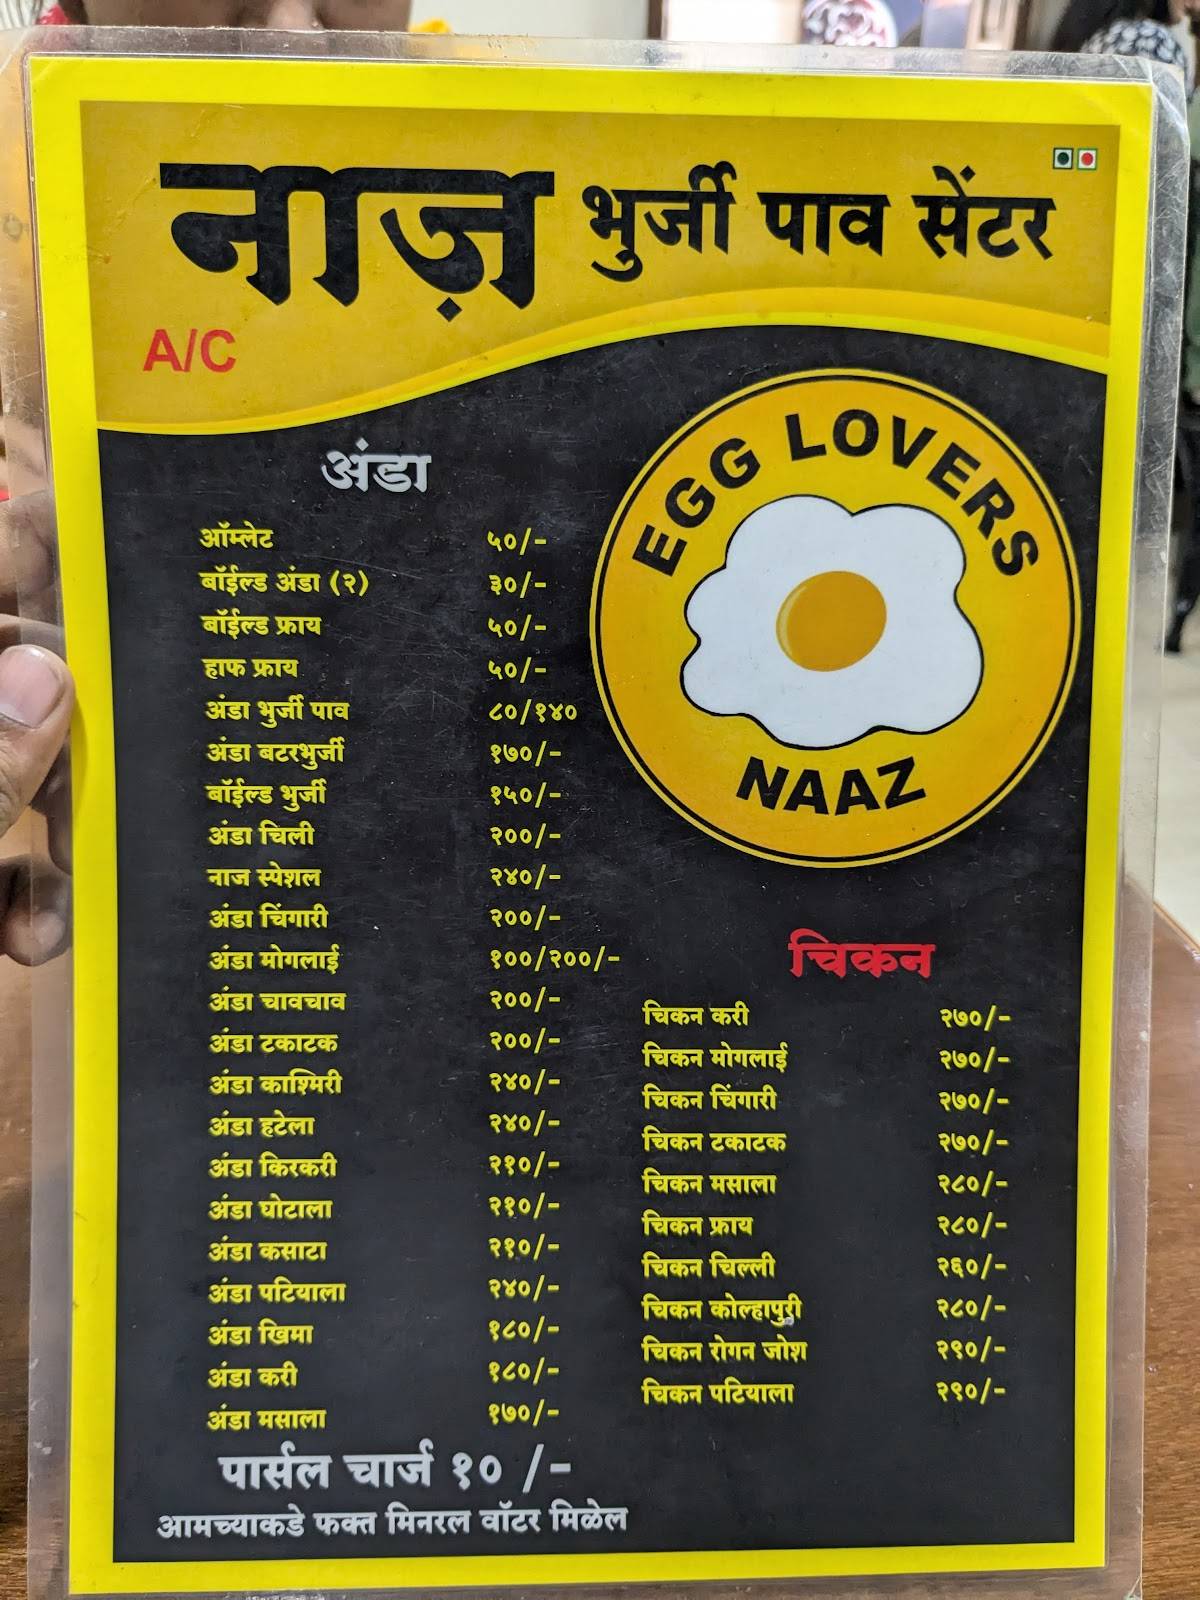 नाज़ भुर्जी पाव सेंटर
A/C
EGG LOVERS
NAAZ
अंडा
ऑम्लेट ५०/-
बॉईल्ड अंडा (२) ३०/-
बॉईल्ड फ्राय ५०/-
हाफ फ्राय ५०/-
अंडा भुर्जी पाव ८०/१४०
अंडा बटरभुर्जी १७०/-
बॉईल्ड भुर्जी १५०/-
अंडा चिली २००/-
नाज स्पेशल २४०/-
अंडा चिंगारी २००/-
अंडा मोगलाई १००/२००/-
अंडा चावचाव २००/-
अंडा टकाटक २००/-
अंडा काश्मिरी २४०/-
अंडा हटेला २४०/-
अंडा किरकरी २१०/-
अंडा घोटाला २१०/-
अंडा कसाटा २१०/-
अंडा पटियाला २४०/-
अंडा खिमा १८०/-
अंडा करी १८०/-
अंडा मसाला १७०/-
चिकन
चिकन करी २७०/-
चिकन मोगलाई २७०/-
चिकन चिंगारी २७०/-
चिकन टकाटक २७०/-
चिकन मसाला २८०/-
चिकन फ्राय २८०/-
चिकन चिल्ली २६०/-
चिकन कोल्हापुरी २८०/-
चिकन रोगन जोश २९०/-
चिकन पटियाला २९०/-
पार्सल चार्ज १० /-
आमच्याकडे फक्त मिनरल वॉटर मिळेल